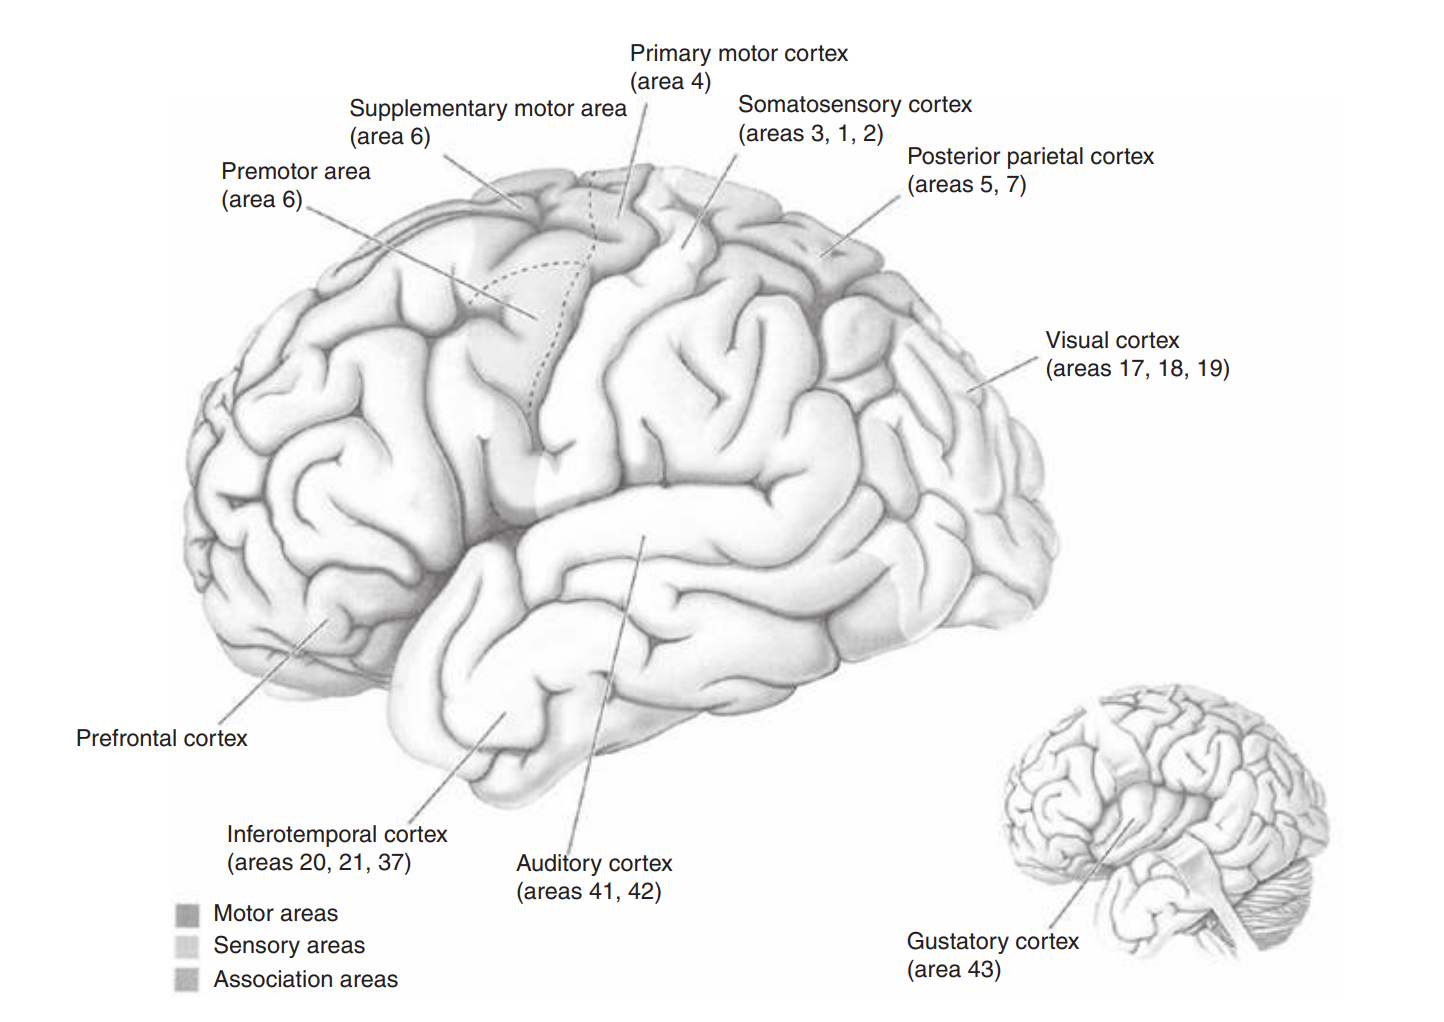 Primary motor cortex
(area 4)
Supplementary motor area
(area 6)
Somatosensory cortex
(areas 3, 1, 2)
Premotor area
(area 6)
Posterior parietal cortex
(areas 5, 7)
Visual cortex
(areas 17, 18, 19)
Prefrontal cortex
Inferotemporal cortex
(areas 20, 21, 37)
Auditory cortex
(areas 41, 42)
Motor areas
Sensory areas
Association areas
Gustatory cortex
(area 43)